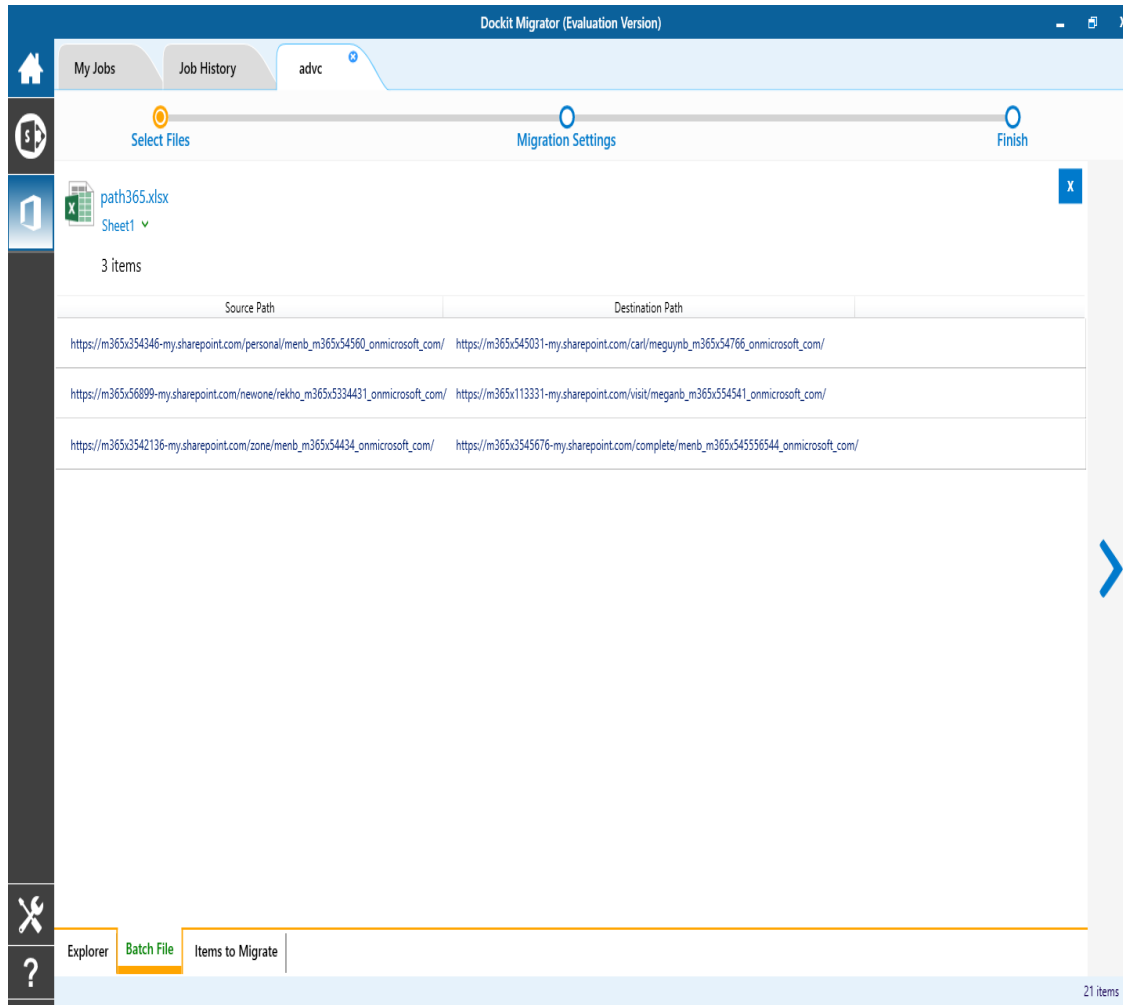 Dockit Migrator (Evaluation Version)
My Jobs Job History advc
Select Files Migration Settings Finish
path365.xlsx
Sheet1
3 items
Source Path Destination Path
https://m365x354346-my.sharepoint.com/personal/menb_m365x54560_onmicrosoft_com/ https://m365x545031-my.sharepoint.com/carl/meguynb_m365x54766_onmicrosoft_com/
https://m365x56899-my.sharepoint.com/newone/rekho_m365x5334431_onmicrosoft_com/ https://m365x113331-my.sharepoint.com/visit/meganb_m365x554541_onmicrosoft_com/
https://m365x3542136-my.sharepoint.com/zone/menb_m365x54434_onmicrosoft_com/ https://m365x3545676-my.sharepoint.com/complete/menb_m365x545556544_onmicrosoft_com/
Explorer Batch File Items to Migrate
21 items